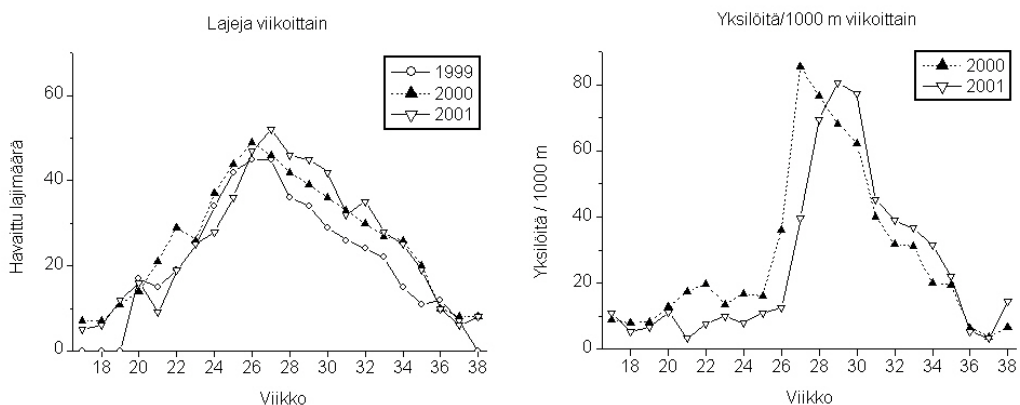 Lajeja viikoittain
Havaittu lajimäärä
60
40
20
0
1999
2000
2001
18 20 22 24 26 28 30 32 34 36 38
Viikko
Yksilöitä/1000 m viikoittain
Yksilöitä / 1000 m
80
60
40
20
0
2000
2001
18 20 22 24 26 28 30 32 34 36 38
Viikko